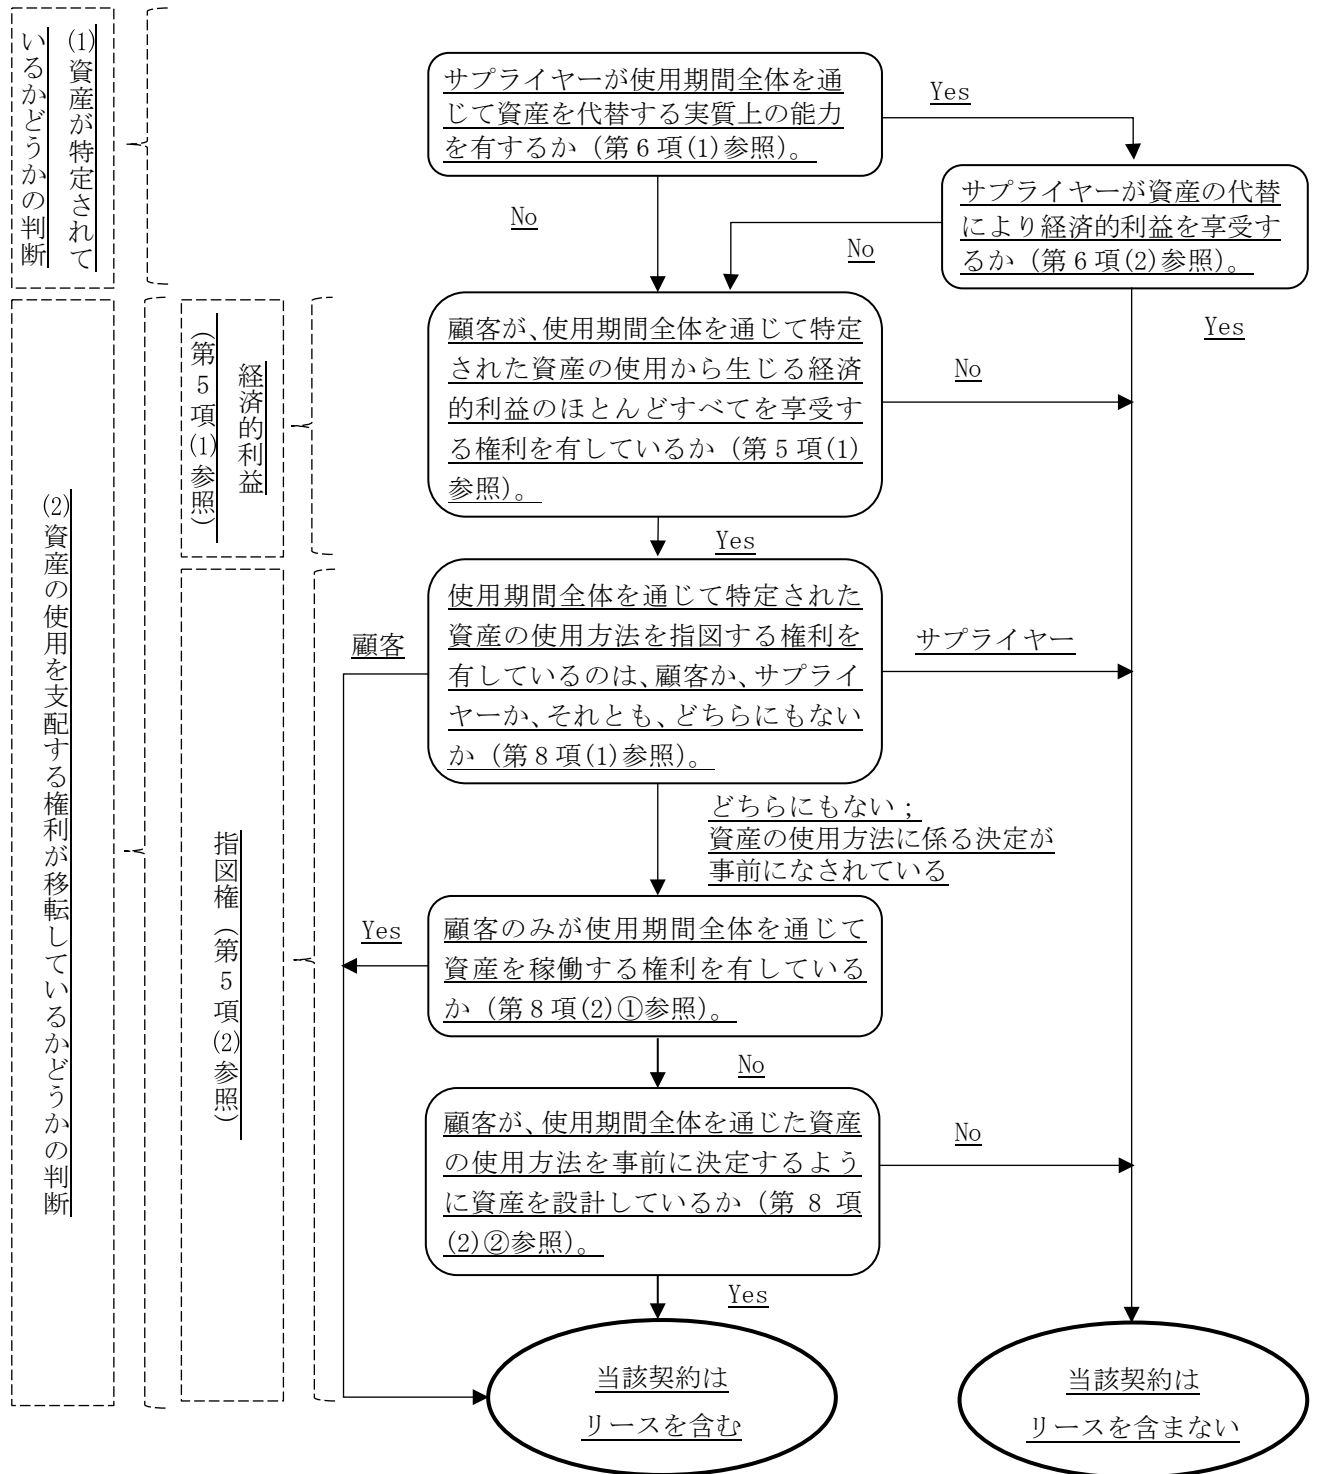 (1)資産が特定されて
いるかどうかの判断
サプライヤーが使用期間全体を通
じて資産を代替する実質上の能力
を有するか（第６項(1)参照）。
Yes
No
サプライヤーが資産の代替
により経済的利益を享受す
るか（第６項(2)参照）。
No
Yes
(2)資産の使用を支配する権利が移転しているかどうかの判断
経済的利益
（第５項(1)参照）
顧客が、使用期間全体を通じて特定
された資産の使用から生じる経済
的利益のほとんどすべてを享受す
る権利を有しているか（第５項(1)
参照）。
No
Yes
指図権（第５項(2)参照）
使用期間全体を通じて特定された
資産の使用方法を指図する権利を
有しているのは、顧客か、サプライ
ヤーか、それとも、どちらにもない
か（第８項(1)参照）。
顧客
サプライヤー
どちらにもない；
資産の使用方法に係る決定が
事前になされている
顧客のみが使用期間全体を通じて
資産を稼働する権利を有している
か（第８項(2)①参照）。
Yes
No
顧客が、使用期間全体を通じた資産
の使用方法を事前に決定するよう
に資産を設計しているか（第 8 項
(2)②参照）。
No
Yes
当該契約は
リースを含む
当該契約は
リースを含まない